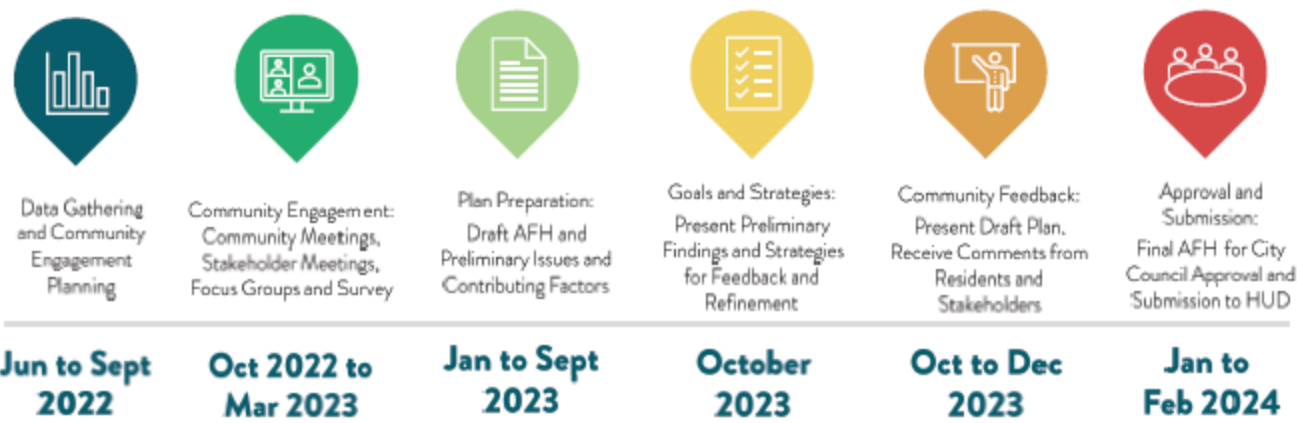 Data Gathering
and Community
Engagement
Planning
Jun to Sept
2022
Community Engagement:
Community Meetings,
Stakeholder Meetings,
Focus Groups and Survey
Oct 2022 to
Mar 2023
Plan Preparation:
Draft AFH and
Preliminary Issues and
Contributing Factors
Jan to Sept
2023
Goals and Strategies:
Present Preliminary
Findings and Strategies
for Feedback and
Refinement
October
2023
Community Feedback:
Present Draft Plan.
Receive Comments from
Residents and
Stakeholders
Oct to Dec
2023
Approval and
Submission:
Final AFH for City
Council Approval and
Submission to HUD
Jan to
Feb 2024